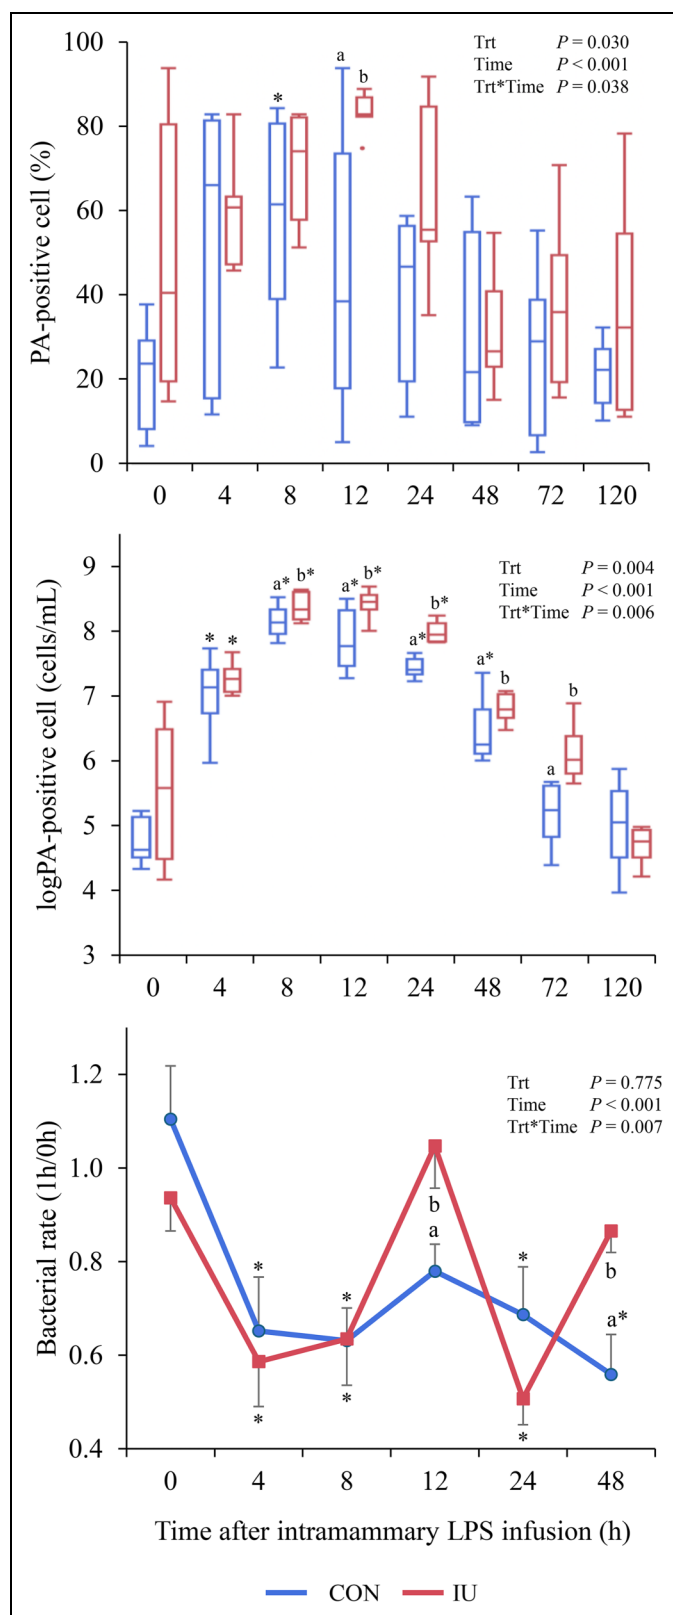 100
80
60
40
20
0
PA-positive cell (%)
Trt P = 0.030
Time P < 0.001
Trt*Time P = 0.038
*
a
b
0 4 8 12 24 48 72 120
9
8
7
6
5
4
3
logPA-positive cell (cells/mL)
Trt P = 0.004
Time P < 0.001
Trt*Time P = 0.006
* * a* b* a* b* a* b* a* b a b
0 4 8 12 24 48 72 120
1.2
1.0
0.8
0.6
0.4
Bacterial rate (1h/0h)
Trt P = 0.775
Time P < 0.001
Trt*Time P = 0.007
*
*
*
*
b
a
*
*
b
a*
0 4 8 12 24 48
Time after intramammary LPS infusion (h)
CON IU